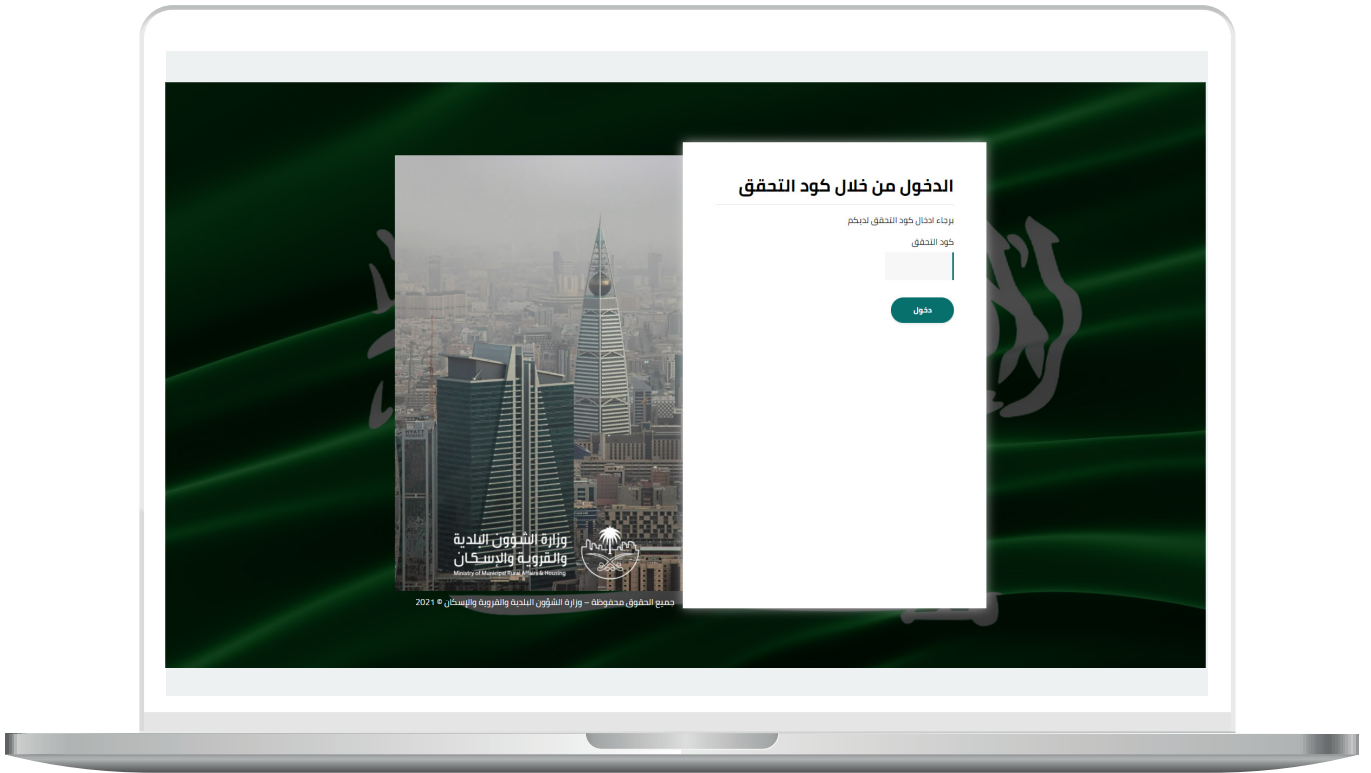 الدخول من خلال كود التحقق
برجاء ادخال كود التحقق لديكم
كود التحقق
دخول
وزارة الشؤون البلدية
والقروية والإسكان
Ministry of Municipal Rural Affairs & Housing
جميع الحقوق محفوظة – وزارة الشؤون البلدية والقروية والإسكان © 2021